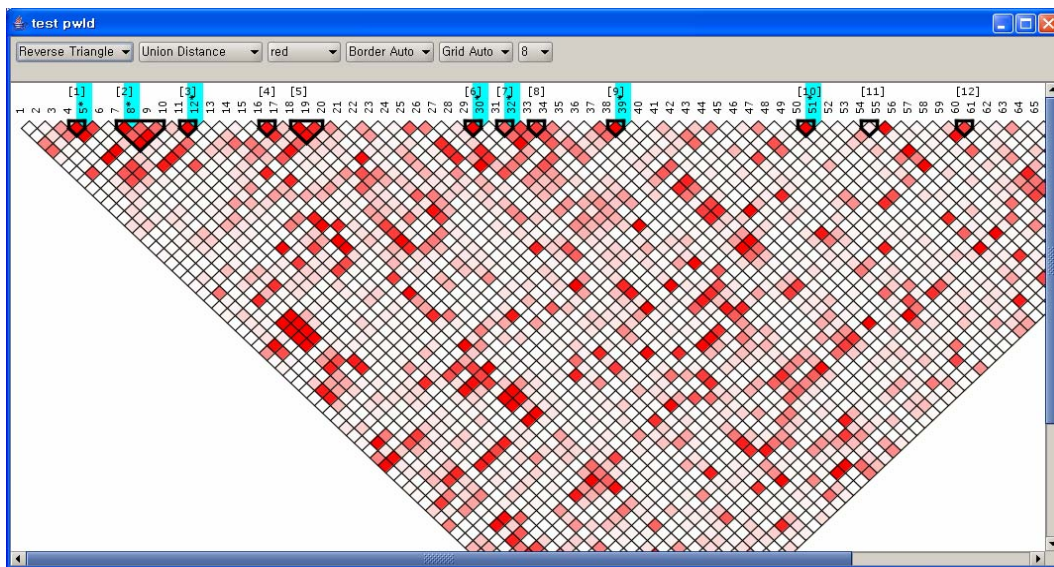 test pwld
Reverse Triangle Union Distance red Border Auto Grid Auto 8
[1] [2] [3] [4] [5] [6] [7] [8] [9] [10] [11] [12]
1 2 3 4 5* 6 7 8* 9 10 11 12* 13 14 15 16 17 18 19 20 21 22 23 24 25 26 27 28 29 30* 31 32* 33 34 35 36 37 38 39* 40 41 42 43 44 45 46 47 48 49 50 51* 52 53 54 55 56 57 58 59 60 61 62 63 64 65